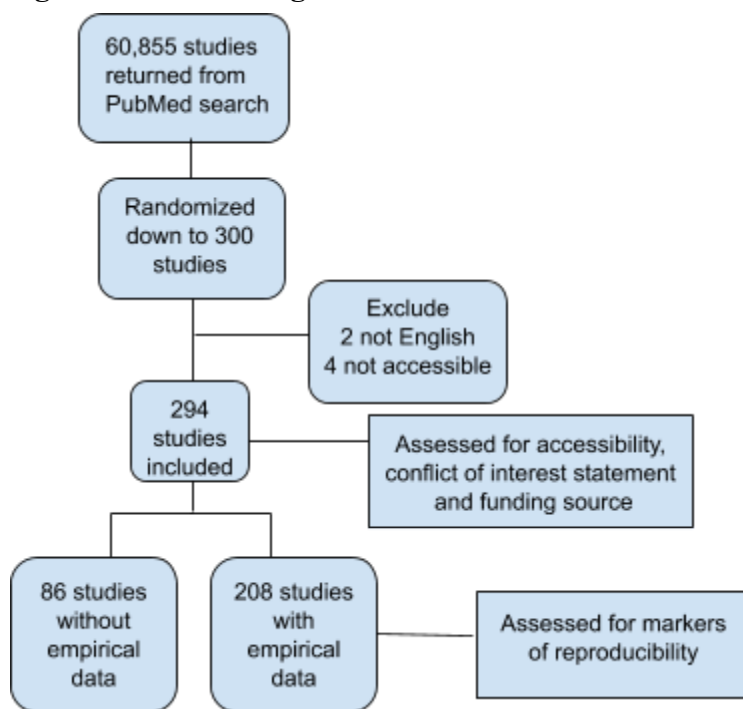 60,855 studies
returned from
PubMed search
Randomized
down to 300
studies
Exclude
2 not English
4 not accessible
294
studies
included
Assessed for accessibility,
conflict of interest statement
and funding source
86 studies
without
empirical
data
208 studies
with
empirical
data
Assessed for markers
of reproducibility